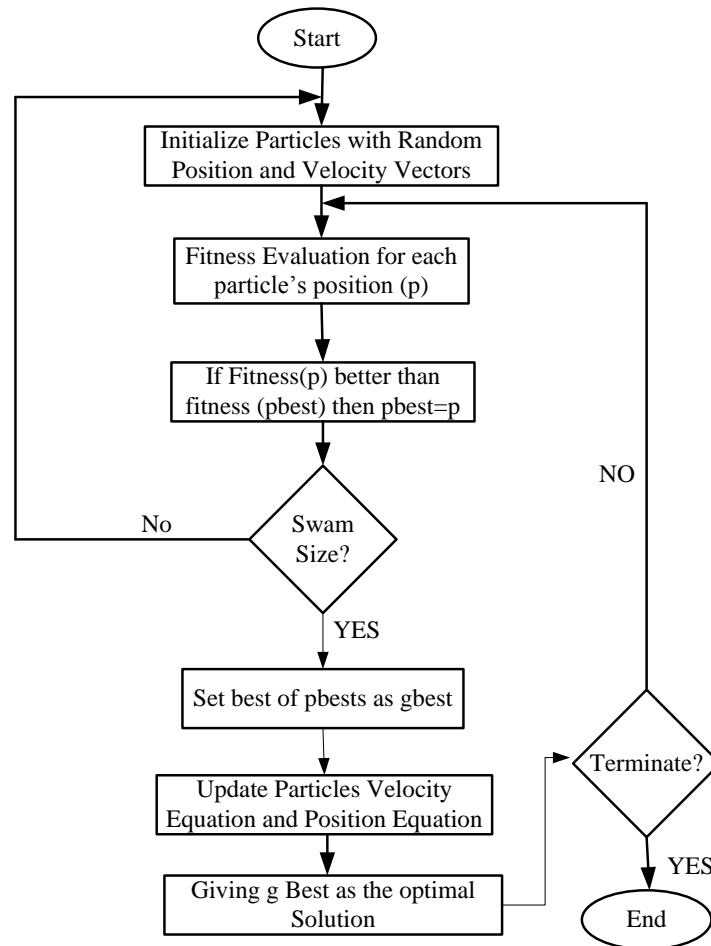 Start
Initialize Particles with Random
Position and Velocity Vectors
Fitness Evaluation for each
particle’s position (p)
If Fitness(p) better than
fitness (pbest) then pbest=p
NO
No
Swam
Size?
YES
Set best of pbests as gbest
Terminate?
Update Particles Velocity
Equation and Position Equation
YES
Giving g Best as the optimal
Solution
End